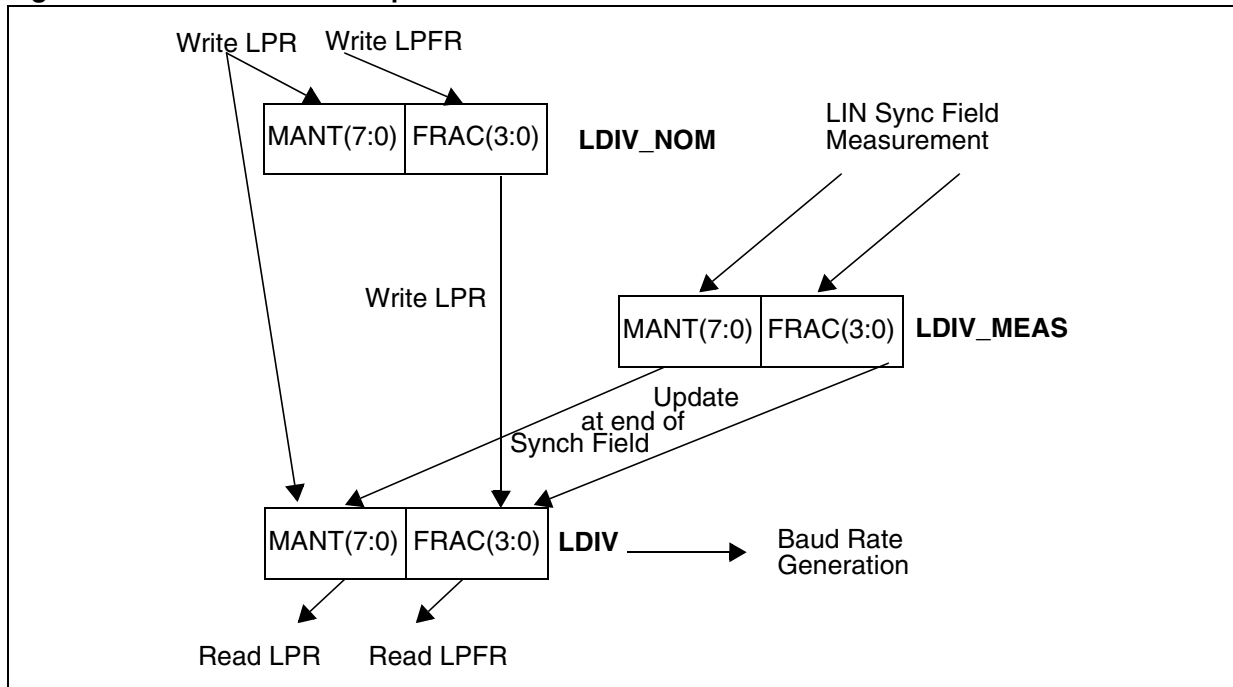 Write LPR
Write LPFR
MANT(7:0)
FRAC(3:0)
LDIV_NOM
LIN Sync Field
Measurement
Write LPR
MANT(7:0)
FRAC(3:0)
LDIV_MEAS
Update
at end of
Synch Field
MANT(7:0)
FRAC(3:0)
LDIV
Baud Rate
Generation
Read LPR
Read LPFR